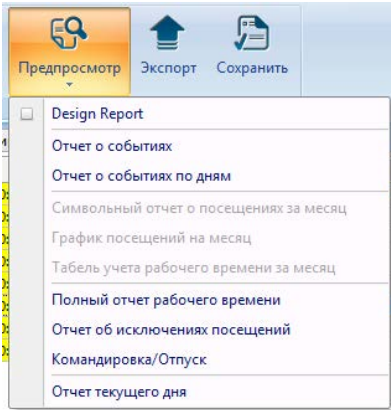 Предпросмотр Экспорт Сохранить
Design Report
Отчет о событиях
Отчет о событиях по дням
Символьный отчет о посещениях за месяц
График посещений на месяц
Табель учета рабочего времени за месяц
Полный отчет рабочего времени
Отчет об исключениях посещений
Командировка/Отпуск
Отчет текущего дня